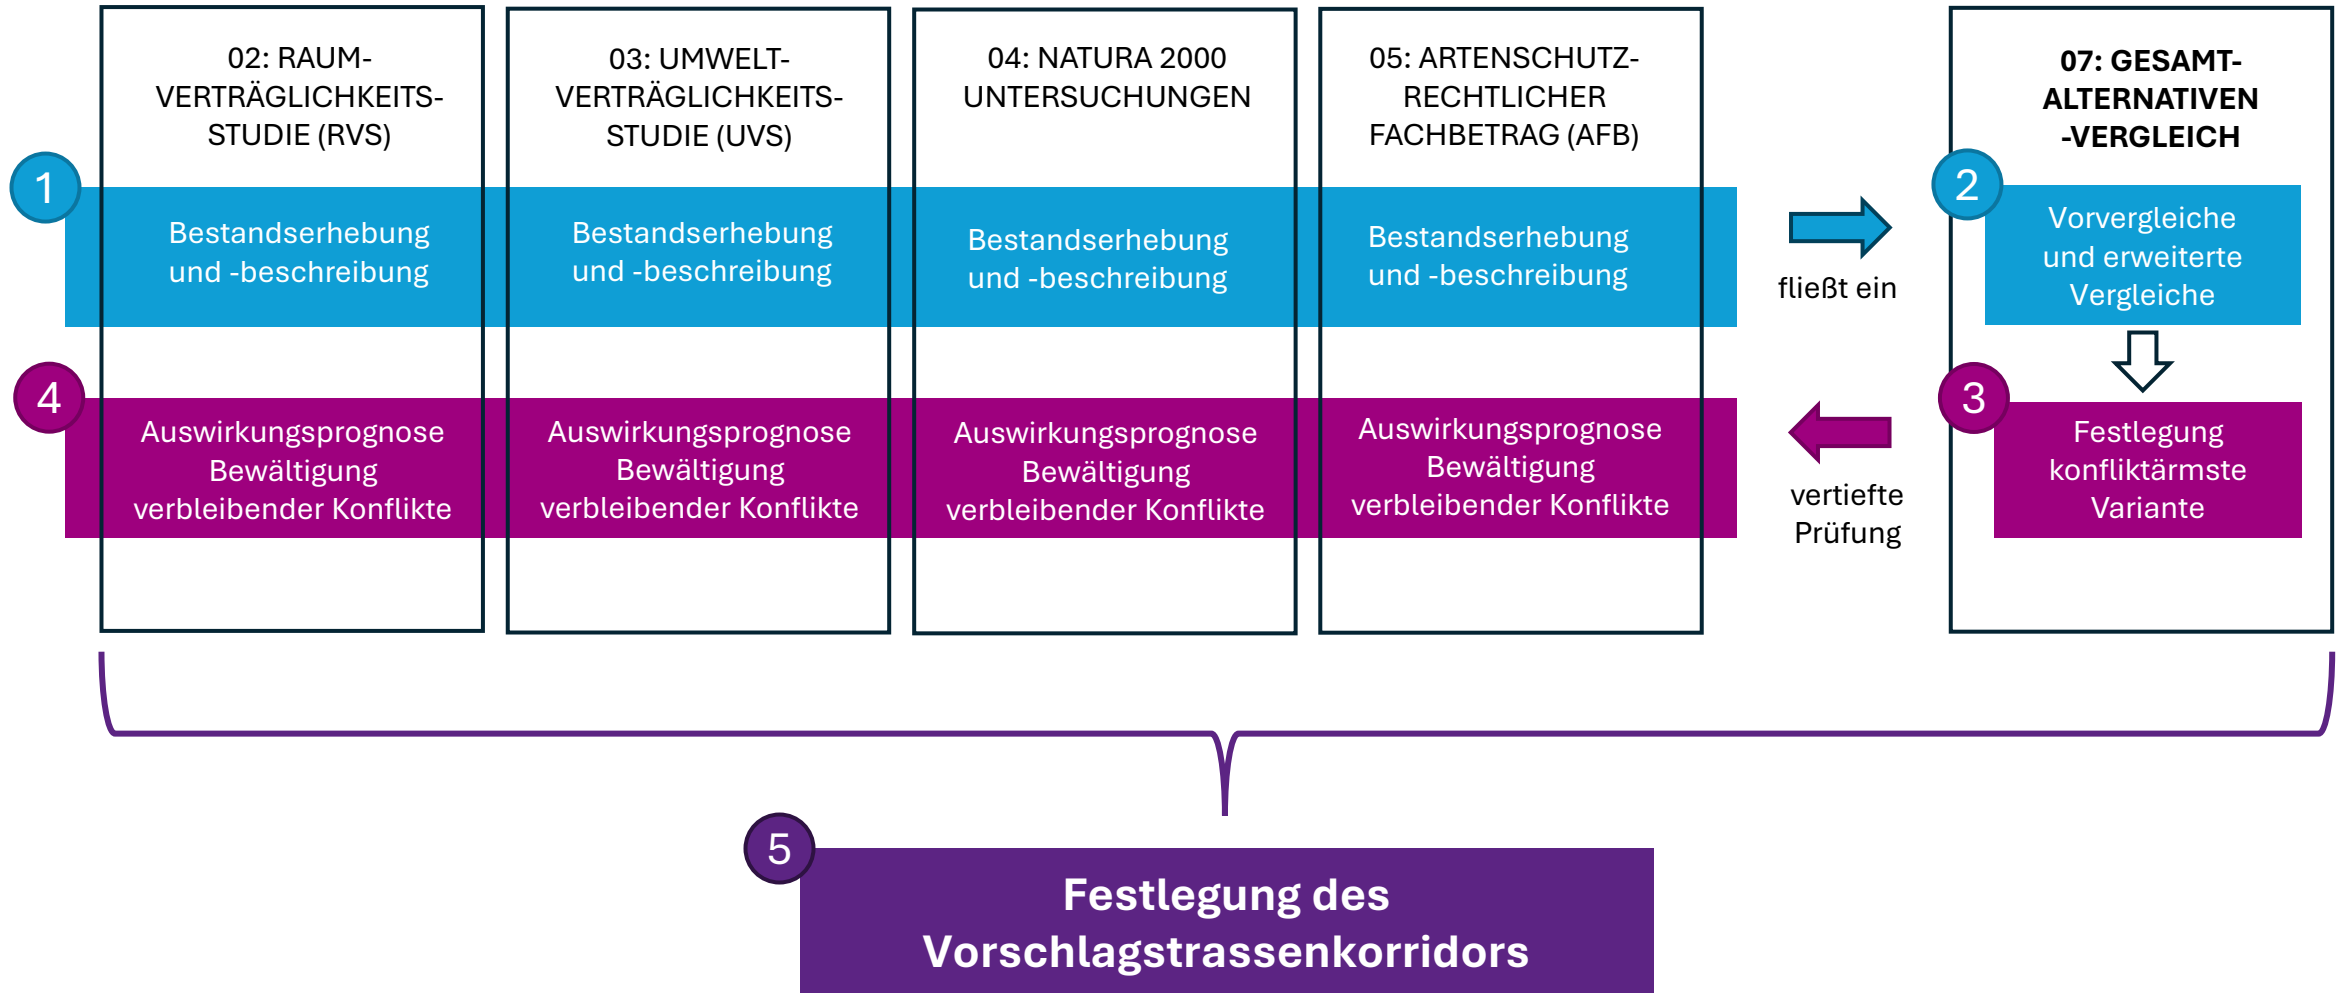 02: RAUM-
VERTRÄGLICHKEITS-
STUDIE (RVS)
03: UMWELT-
VERTRÄGLICHKEITS-
STUDIE (UVS)
04: NATURA 2000
UNTERSUCHUNGEN
05: ARTENSCHUTZ-
RECHTLICHER
FACHBETRAG (AFB)
07: GESAMT-
ALTERNATIVEN
-VERGLEICH
1
Bestandserhebung
und -beschreibung
Bestandserhebung
und -beschreibung
Bestandserhebung
und -beschreibung
Bestandserhebung
und -beschreibung
fließt ein
2
Vorvergleiche
und erweiterte
Vergleiche
4
Auswirkungsprognose
Bewältigung
verbleibender Konflikte
Auswirkungsprognose
Bewältigung
verbleibender Konflikte
Auswirkungsprognose
Bewältigung
verbleibender Konflikte
Auswirkungsprognose
Bewältigung
verbleibender Konflikte
vertiefte
Prüfung
3
Festlegung
konfliktärmste
Variante
5
Festlegung des
Vorschlagstrassenkorridors